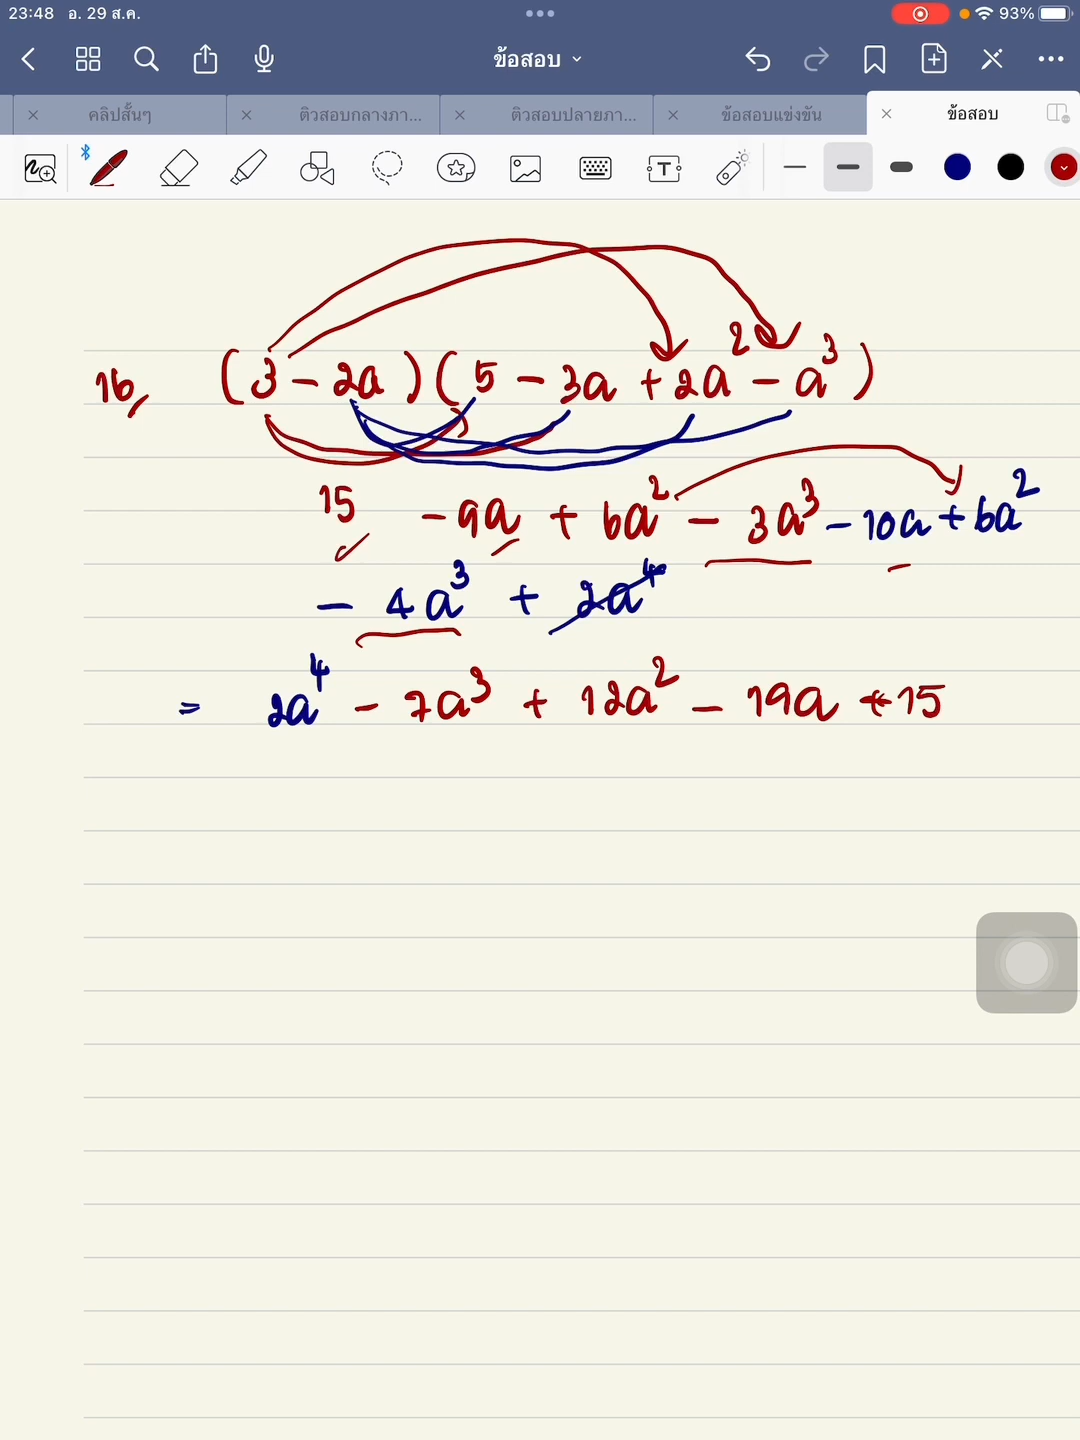 23:48 อ. 29 ส.ค. 93%
ข้อสอบ
คลิปสั้นๆ ติวสอบกลางภา... ติวสอบปลายภา... ข้อสอบแข่งขัน ข้อสอบ
16, (3 - 2a)(5 - 3a + 2a² - a³)
15 - 9a + 6a² - 3a³ - 10a + 6a²
- 4a³ + 2a⁴
= 2a⁴ - 7a³ + 12a² - 19a + 15